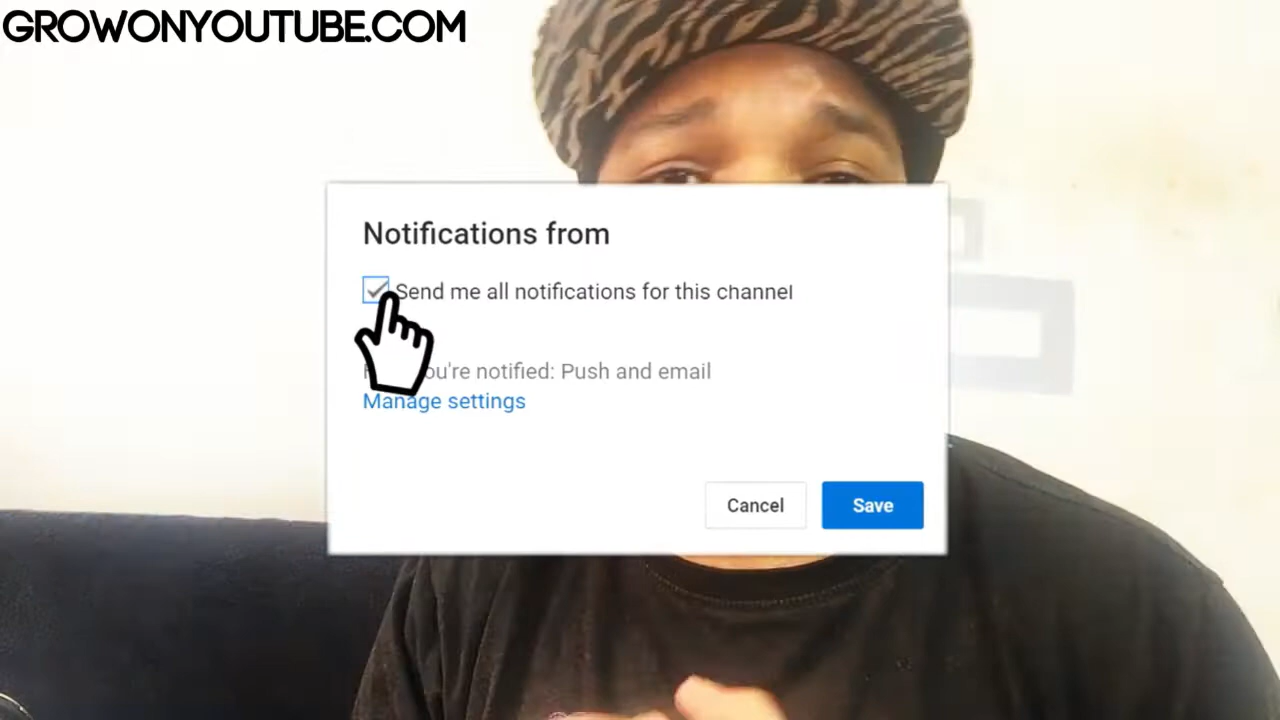 GROWONYOUTUBE.COM
Notifications from
Send me all notifications for this channel
you're notified: Push and email
Manage settings
Cancel
Save